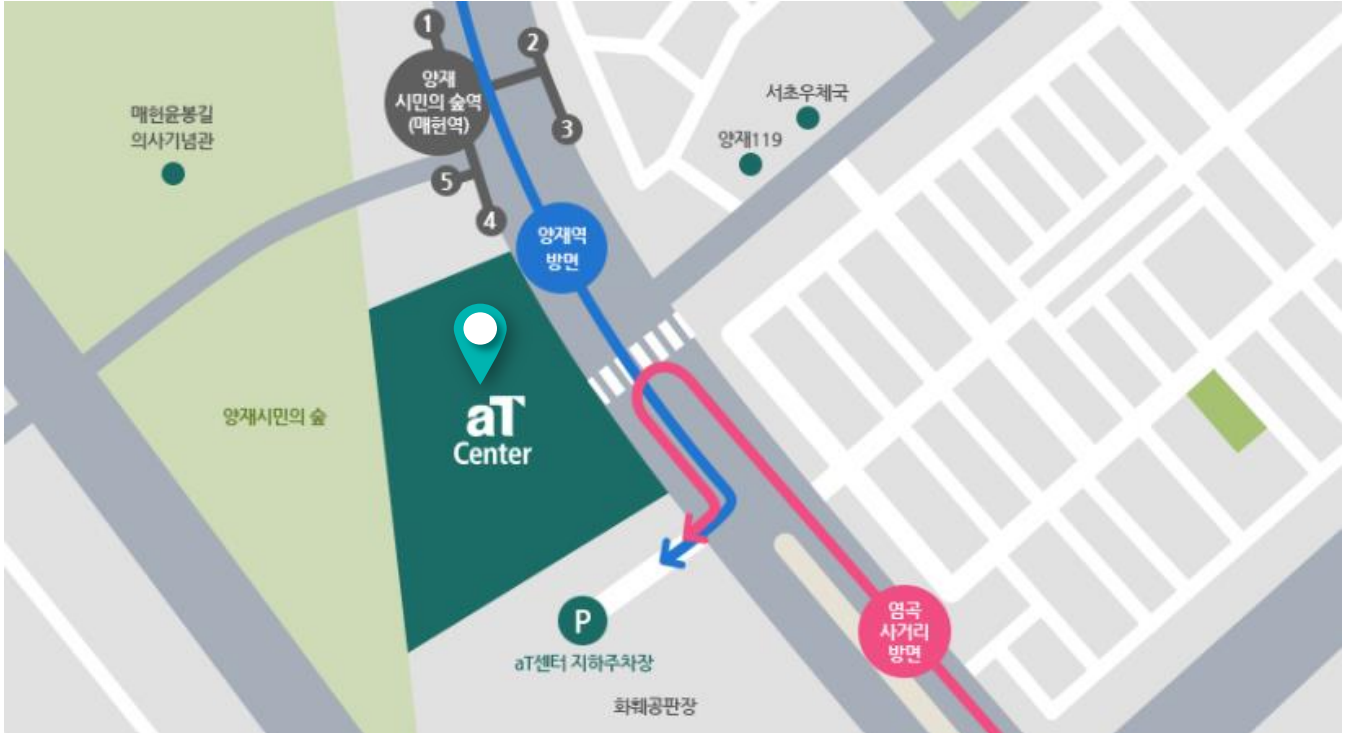 1
2
양재
시민의 숲역
(매헌역)
3
5
4
매헌윤봉길
의사기념관
서초우체국
양재119
양재역
방면
aT
Center
양재시민의 숲
P
aT센터 지하주차장
염곡
사거리
방면
화훼공판장